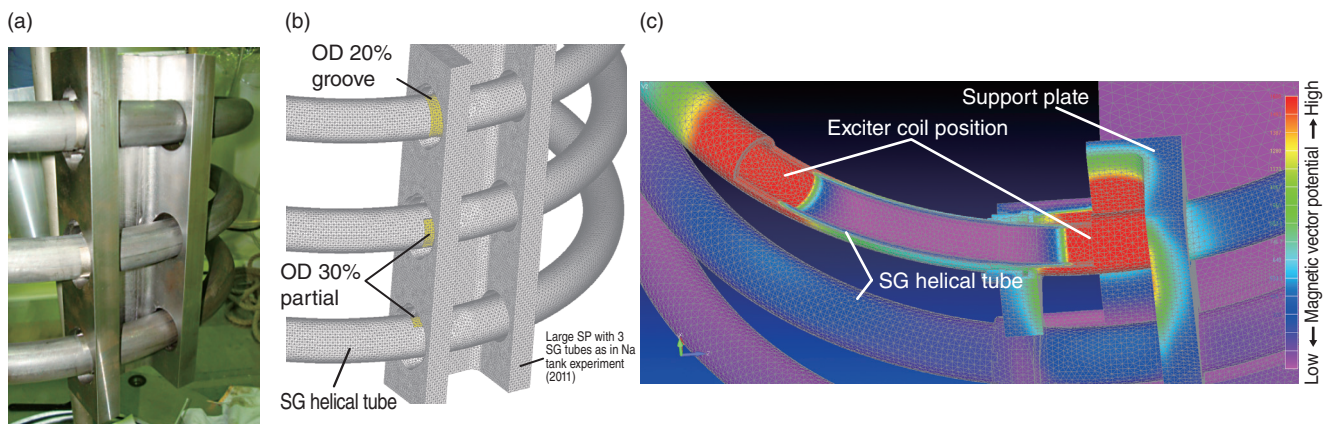 (a)
(b)
(c)
OD 20%
groove
OD 30%
partial
SG helical tube
Large SP with 3
SG tubes as in Na
tank experiment
(2011)
Support plate
Exciter coil position
SG helical tube
Low ← Magnetic vector potential → High